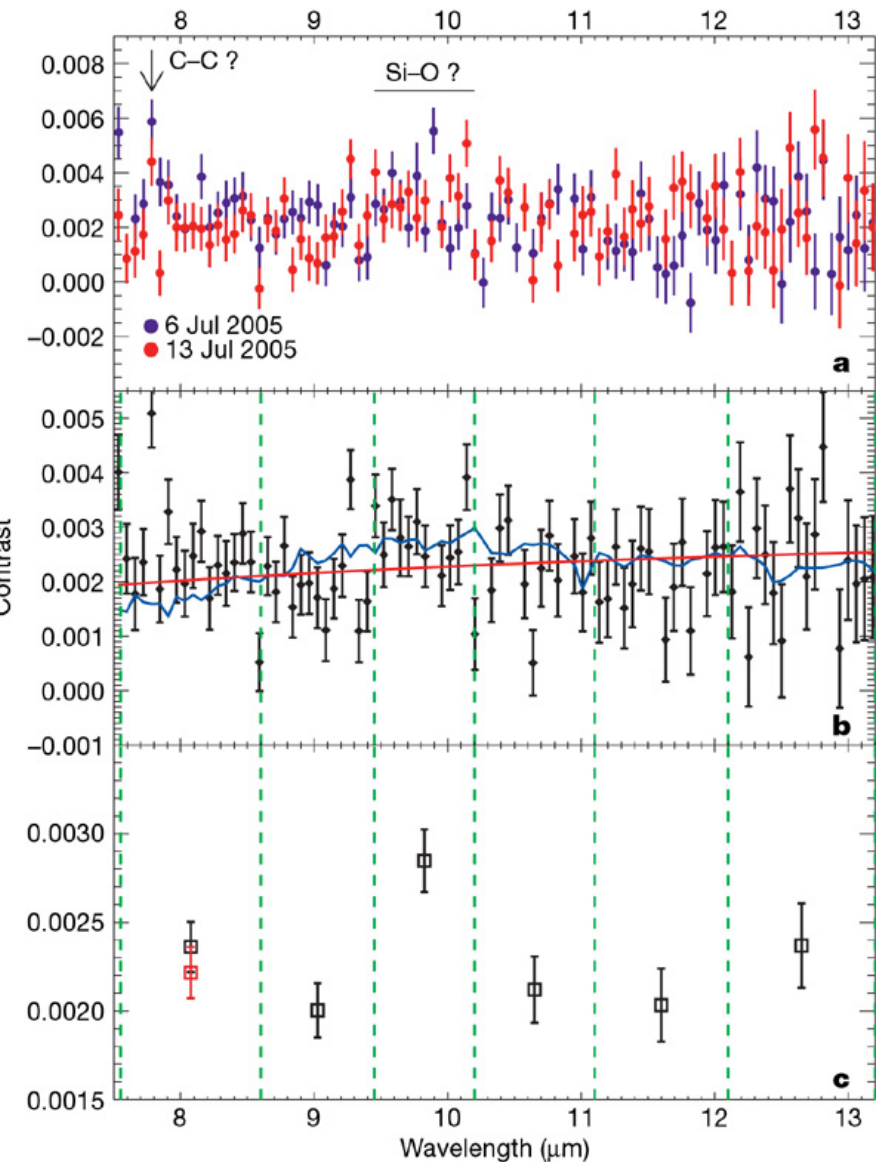 8 9 10 11 12 13
0.008
C–C ?
Si–O ?
0.006
0.004
0.002
0.000
6 Jul 2005
−0.002
13 Jul 2005
a
0.005
0.004
0.003
0.002
0.001
0.000
b
−0.001
Contrast
0.0030
0.0025
0.0020
c
0.0015
8 9 10 11 12 13
Wavelength (μm)